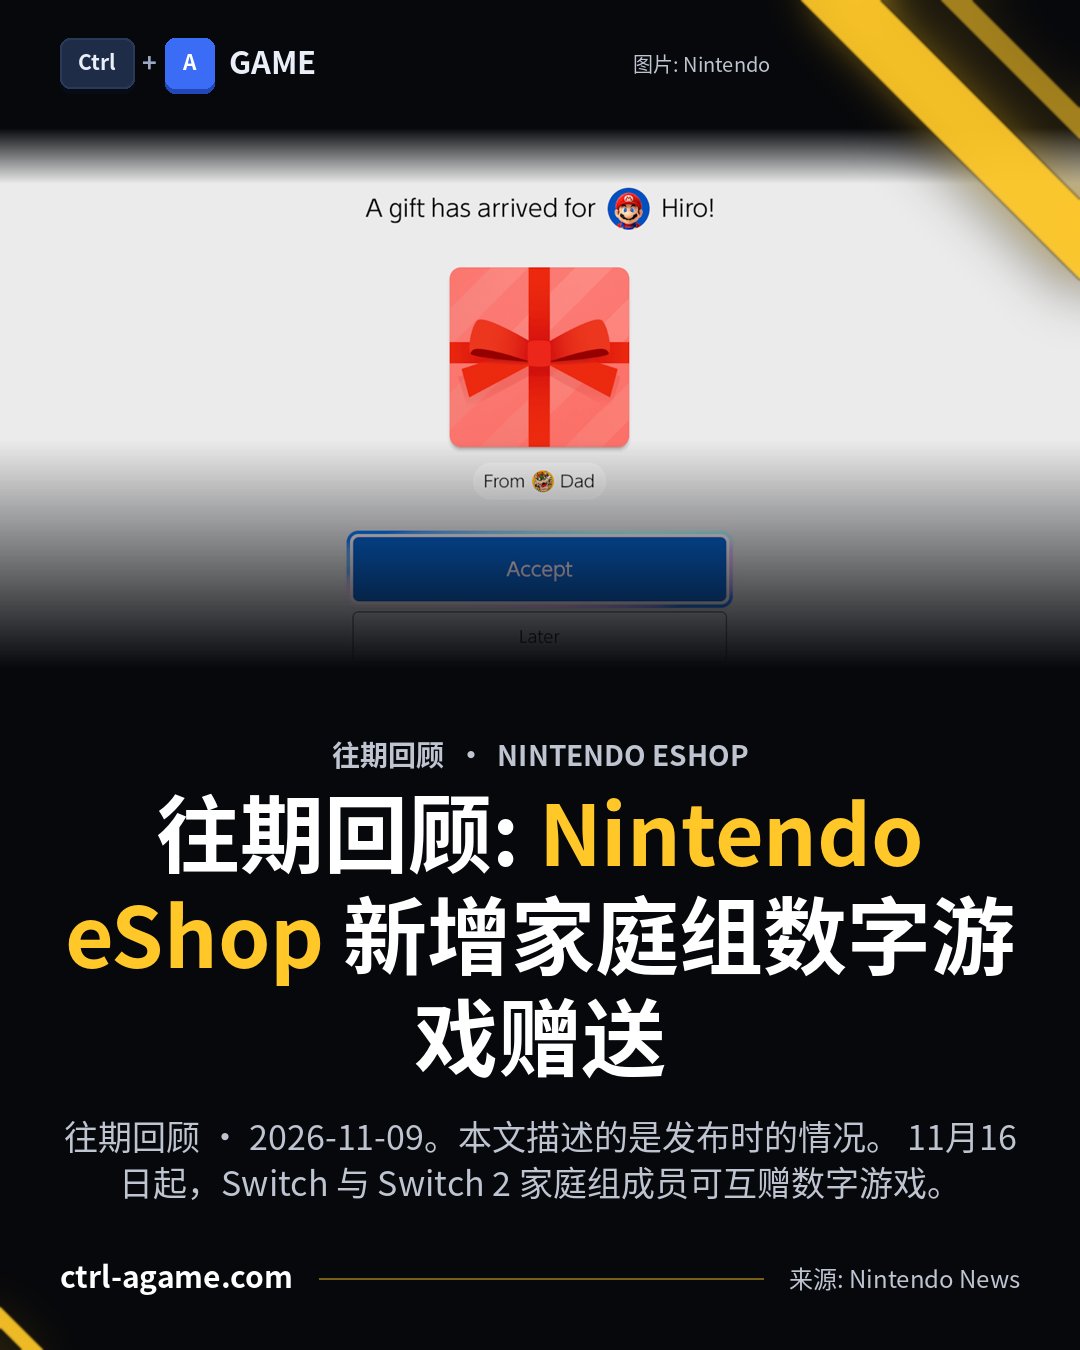 Ctrl + A GAME
图片: Nintendo
A gift has arrived for Hiro!
From Dad
Accept
Later
往期回顾 · NINTENDO ESHOP
往期回顾: Nintendo
eShop 新增家庭组数字游
戏赠送
往期回顾 · 2026-11-09。本文描述的是发布时的情况。 11月16
日起，Switch 与 Switch 2 家庭组成员可互赠数字游戏。
ctrl-agame.com
来源: Nintendo News